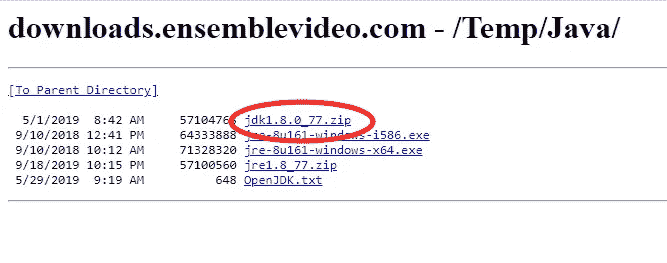 downloads.ensemblevideo.com - /Temp/Java/
[To Parent Directory]
5/1/2019 8:42 AM 57104763 jdk1.8.0_77.zip
9/10/2018 12:41 PM 64333888 jre-8u161-windows-i586.exe
9/10/2018 10:12 AM 71328320 jre-8u161-windows-x64.exe
9/18/2019 10:15 PM 57100560 jre1.8_77.zip
5/29/2019 9:19 AM 648 OpenJDK.txt